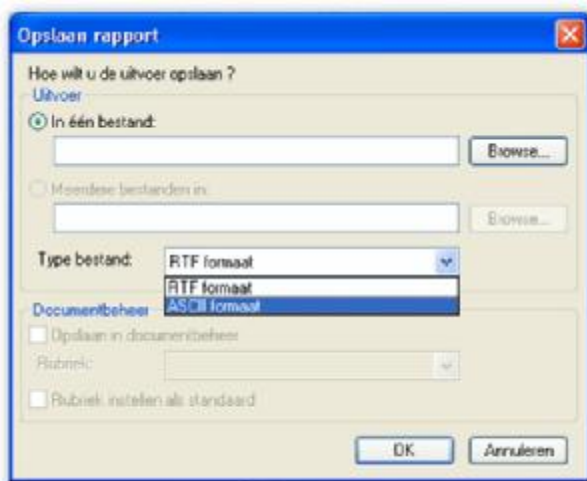 Opslaan rapport
Hoe wilt u de uitvoer opslaan ?
Uitvoer
In één bestand:
Browse...
Meerdere bestanden in:
Browse...
Type bestand: RTF formaat
RTF formaat
ASCII formaat
Documentbeheer
Opslaan in documentbeheer
Rubriek:
Rubriek instellen als standaard
OK Annuleren